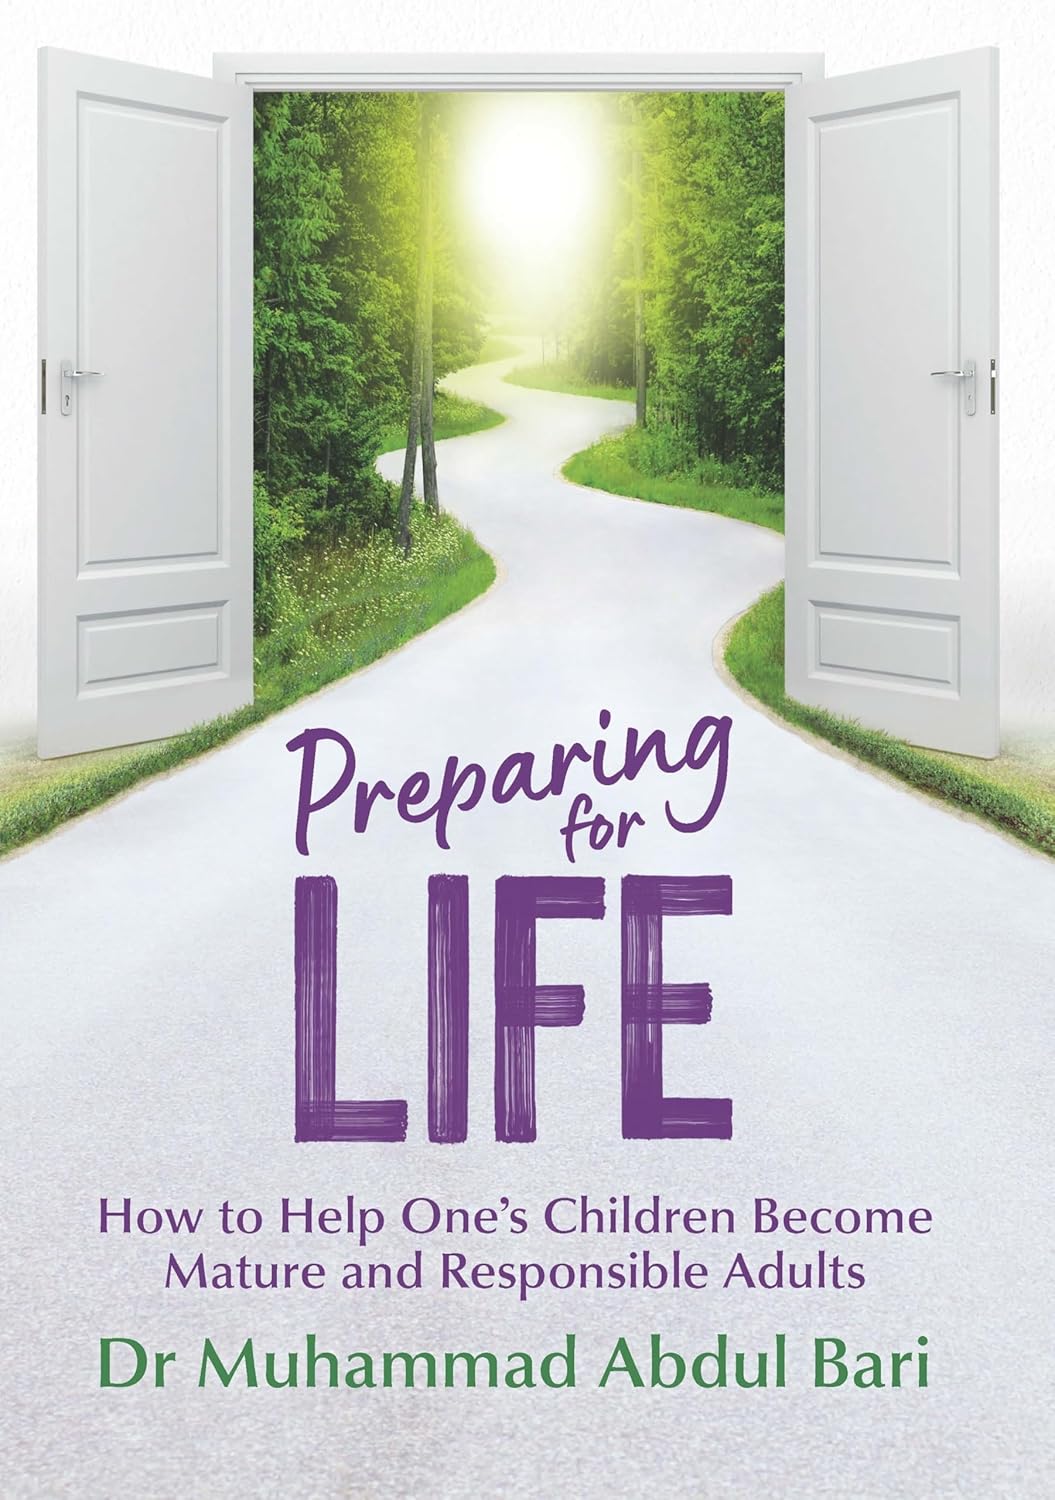 Preparing
for
LIFE
How to Help One's Children Become
Mature and Responsible Adults
Dr Muhammad Abdul Bari